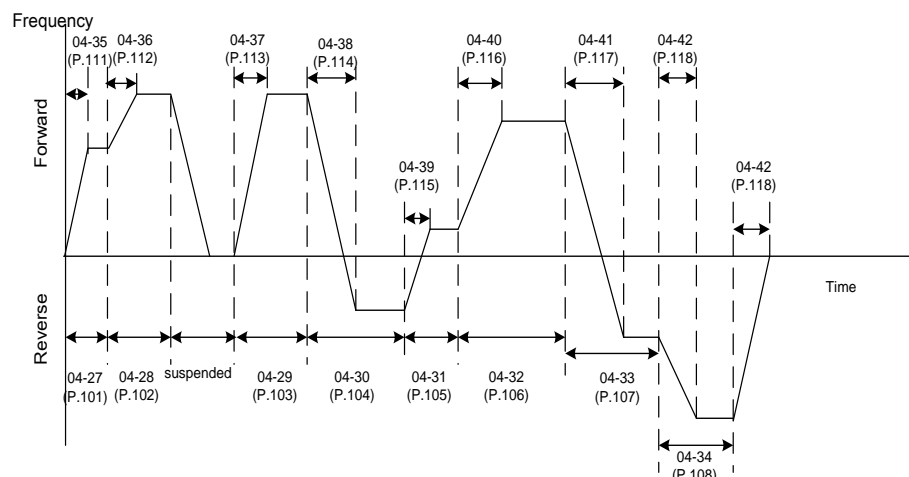 Frequency
04-35
(P.111)
04-36
(P.112)
04-37
(P.113)
04-38
(P.114)
04-40
(P.116)
04-41
(P.117)
04-42
(P.118)
Forward
04-39
(P.115)
04-42
(P.118)
Time
Reverse
suspended
04-27
(P.101)
04-28
(P.102)
04-29
(P.103)
04-30
(P.104)
04-31
(P.105)
04-32
(P.106)
04-33
(P.107)
04-34
(P.108)